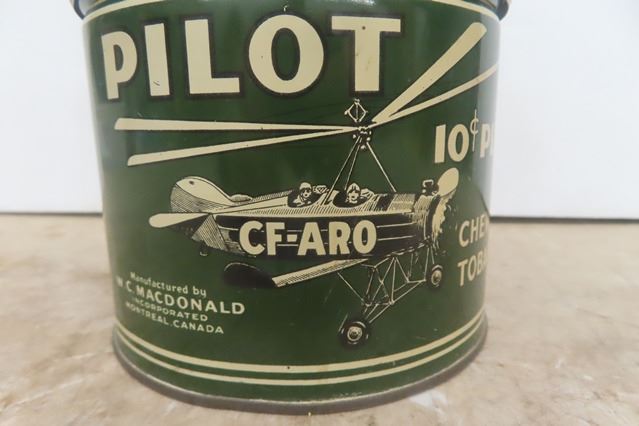 PILOT
10¢
CF-ARO
Manufactured by
W. C. MACDONALD
INCORPORATED
MONTREAL, CANADA